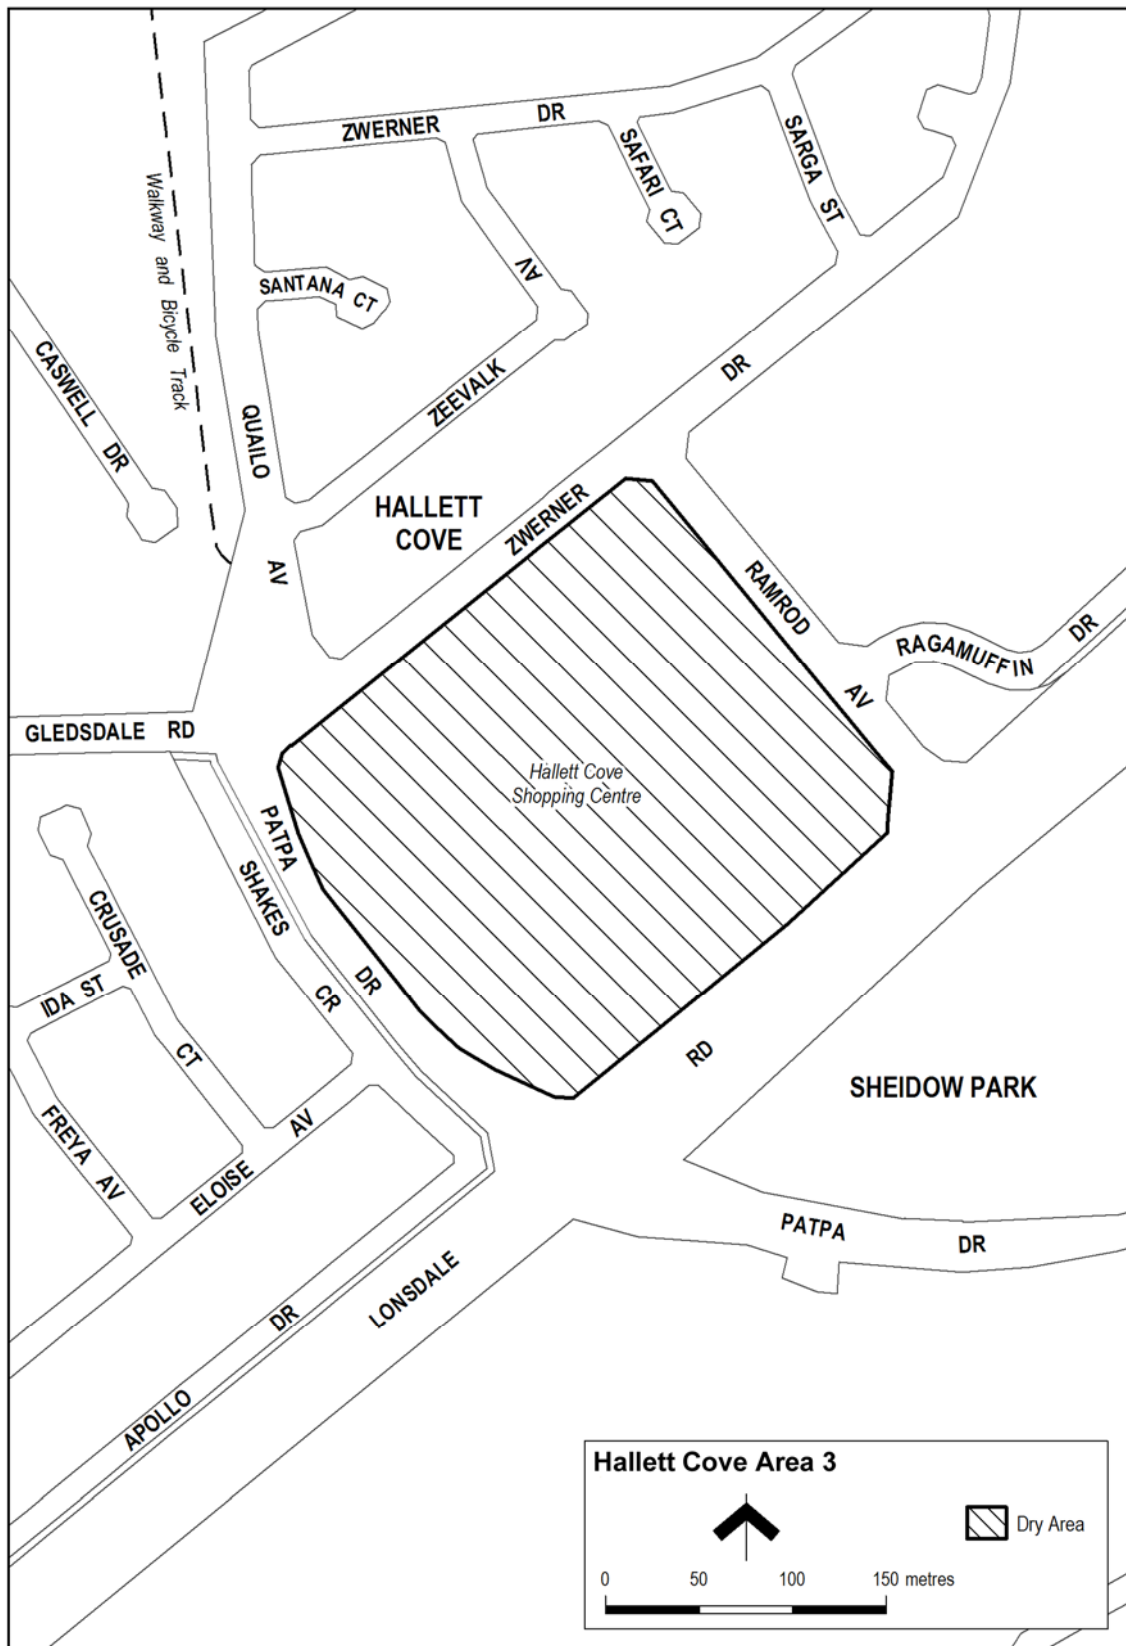 ZWERNER DR
SAFARI CT
SARGA ST
Walkway and Bicycle Track
SANTANA CT
AV
CASWELL DR
QUAILO
ZEEVALK
DR
HALLETT
COVE
ZWERNER
AV
RAMROD
RAGAMUFFIN
DR
AV
GLEDSDALE RD
Hallett Cove
Shopping Centre
PATPA
SHAKES
CRUSADE
DR
CR
IDA ST
CT
RD
SHEIDOW PARK
FREYA AV
AV
ELOISE
PATPA DR
LONSDALE
DR
APOLLO
Hallett Cove Area 3
Dry Area
0 50 100 150 metres